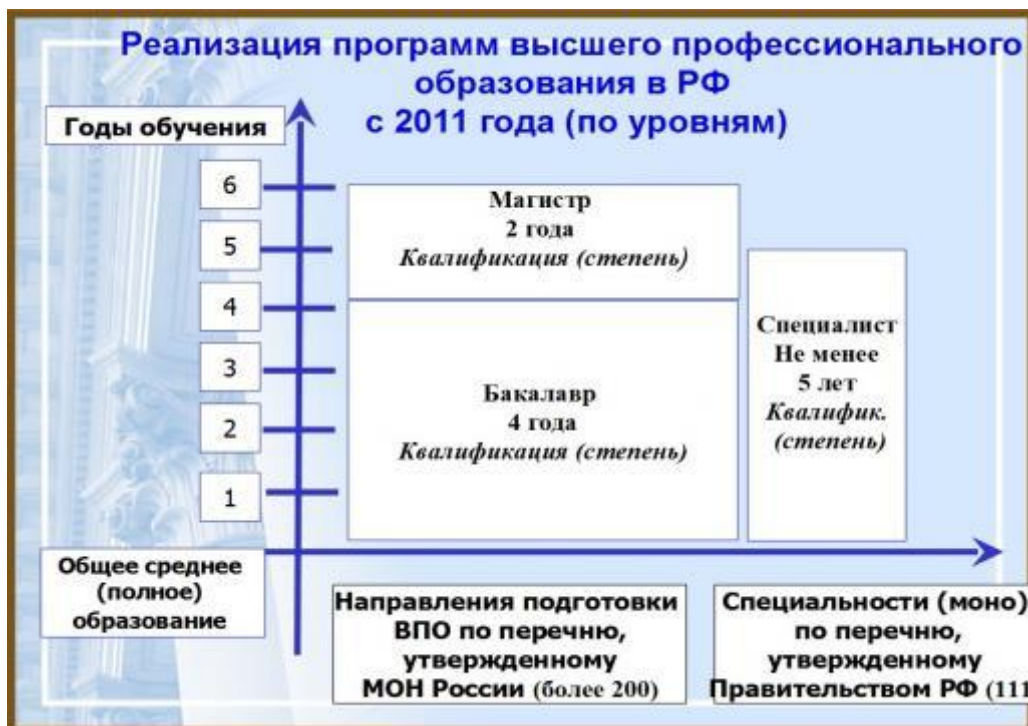 Реализация программ высшего профессионального
образования в РФ
с 2011 года (по уровням)
Годы обучения
6
5
4
3
2
1
Магистр
2 года
Квалификация (степень)
Бакалавр
4 года
Квалификация (степень)
Специалист
Не менее
5 лет
Квалифик.
(степень)
Общее среднее
(полное)
образование
Направления подготовки
ВПО по перечню,
утвержденному
МОН России (более 200)
Специальности (моно)
по перечню,
утвержденному
Правительством РФ (111